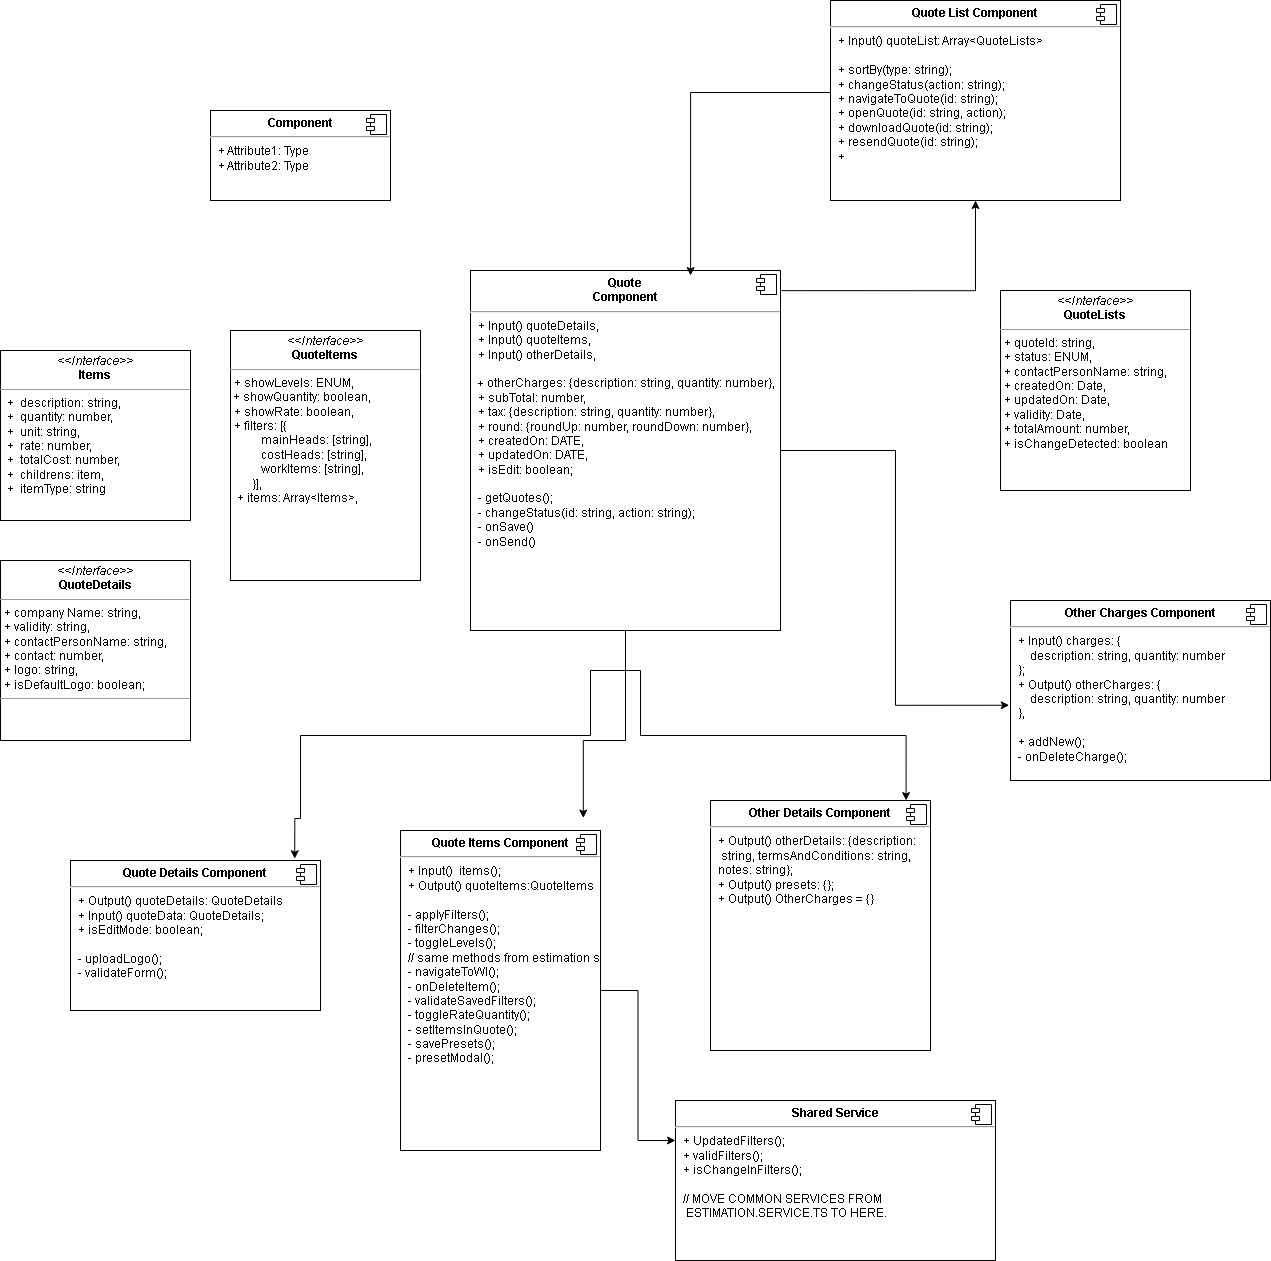 Quote List Component
+ Input() quoteList: Array<QuoteLists>
+ sortBy(type: string);
+ changeStatus(action: string);
+ navigateToQuote(id: string);
+ openQuote(id: string, action);
+ downloadQuote(id: string);
+ resendQuote(id: string);
+
Component
+ Attribute1: Type
+ Attribute2: Type
Quote
Component
+ Input() quoteDetails,
+ Input() quoteItems,
+ Input() otherDetails,
+ otherCharges: {description: string, quantity: number},
+ subTotal: number,
+ tax: {description: string, quantity: number},
+ round: {roundUp: number, roundDown: number},
+ createdOn: DATE,
+ updatedOn: DATE,
+ isEdit: boolean;
- getQuotes();
- changeStatus(id: string, action: string);
- onSave()
- onSend()
<<Interface>>
QuoteLists
+ quoteId: string,
+ status: ENUM,
+ contactPersonName: string,
+ createdOn: Date,
+ updatedOn: Date,
+ validity: Date,
+ totalAmount: number,
+ isChangeDetected: boolean
<<Interface>>
QuoteItems
+ showLevels: ENUM,
+ showQuantity: boolean,
+ showRate: boolean,
+ filters: [{
mainHeads: [string],
costHeads: [string],
workItems: [string],
}],
+ items: Array<Items>,
<<Interface>>
Items
+ description: string,
+ quantity: number,
+ unit: string,
+ rate: number,
+ totalCost: number,
+ childrens: item,
+ itemType: string
<<Interface>>
QuoteDetails
+ company Name: string,
+ validity: string,
+ contactPersonName: string,
+ contact: number,
+ logo: string,
+ isDefaultLogo: boolean;
Other Charges Component
+ Input() charges: {
description: string, quantity: number
};
+ Output() otherCharges: {
description: string, quantity: number
},
+ addNew();
- onDeleteCharge();
Other Details Component
+ Output() otherDetails: {description:
string, termsAndConditions: string,
notes: string};
+ Output() presets: {};
+ Output() OtherCharges = {}
Quote Items Component
+ Input()  items();
+ Output() quoteItems:QuoteItems
- applyFilters();
- filterChanges();
- toggleLevels();
// same methods from estimation s
- navigateToWI();
- onDeleteItem();
- validateSavedFilters();
- toggleRateQuantity();
- setItemsInQuote();
- savePresets();
- presetModal();
Quote Details Component
+ Output() quoteDetails: QuoteDetails
+ Input() quoteData: QuoteDetails;
+ isEditMode: boolean;
- uploadLogo();
- validateForm();
Shared Service
+ UpdatedFilters();
+ validFilters();
+ isChangeInFilters();
// MOVE COMMON SERVICES FROM
ESTIMATION.SERVICE.TS TO HERE.